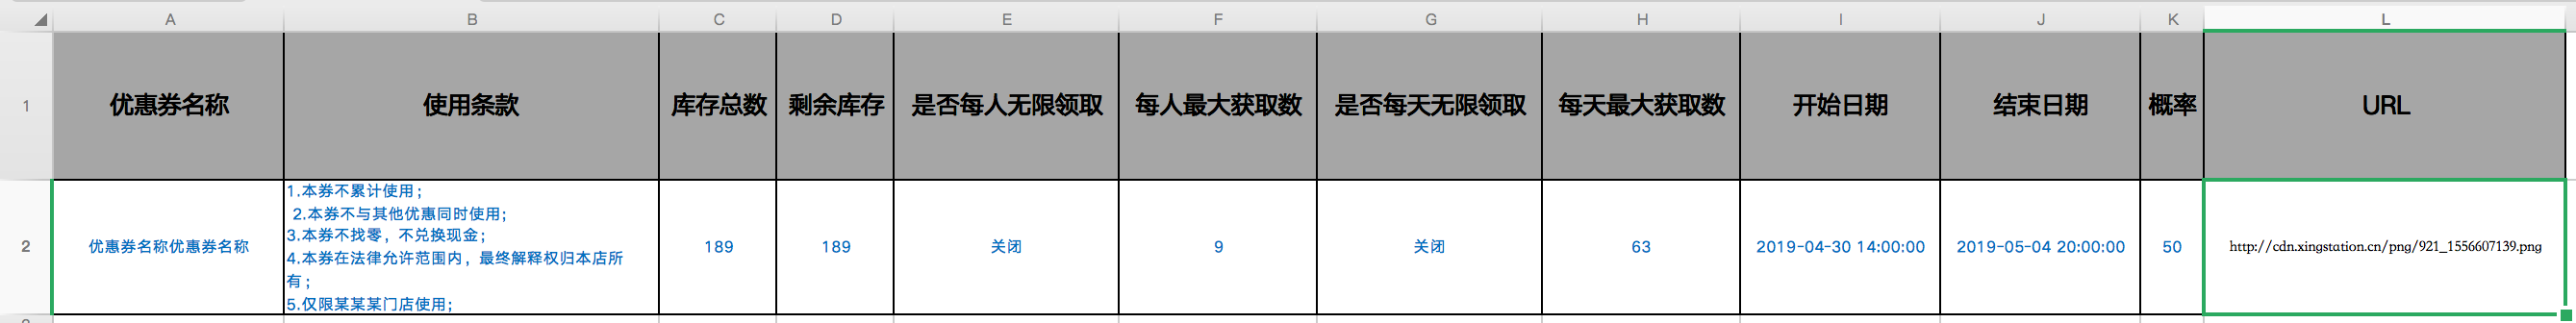 A B C D E F G H I J K L
1 优惠券名称 使用条款 库存总数 剩余库存 是否每人无限领取 每人最大获取数 是否每天无限领取 每天最大获取数 开始日期 结束日期 概率 URL
1.本券不累计使用；
2.本券不与其他优惠同时使用；
3.本券不找零，不兑换现金；
2 优惠券名称优惠券名称 189 189 关闭 9 关闭 63 2019-04-30 14:00:00 2019-05-04 20:00:00 50 http://cdn.xingstation.cn/png/921_1556607139.png
4.本券在法律允许范围内，最终解释权归本店所
有；
5.仅限某某某门店使用；